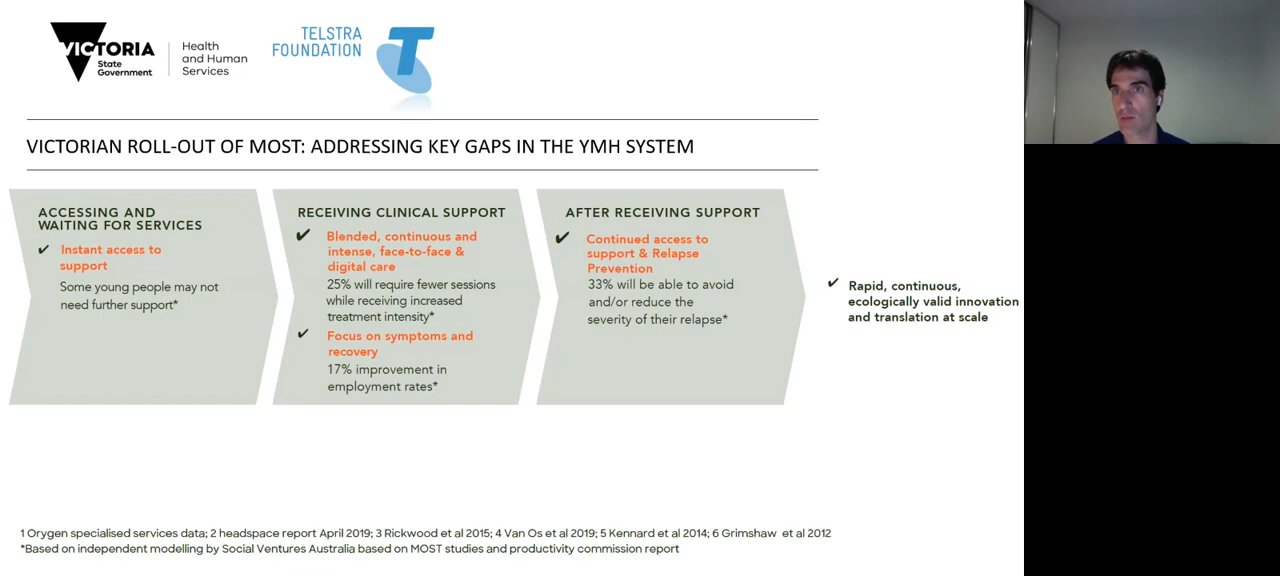 VICTORIA
State
Government
Health
and Human
Services
TELSTRA
FOUNDATION
T
VICTORIAN ROLL-OUT OF MOST: ADDRESSING KEY GAPS IN THE YMH SYSTEM
ACCESSING AND
WAITING FOR SERVICES
✔ Instant access to
support
Some young people may not
need further support*
RECEIVING CLINICAL SUPPORT
✔ Blended, continuous and
intense, face-to-face &
digital care
25% will require fewer sessions
while receiving increased
treatment intensity*
✔ Focus on symptoms and
recovery
17% improvement in
employment rates*
AFTER RECEIVING SUPPORT
✔ Continued access to
support & Relapse
Prevention
33% will be able to avoid
and/or reduce the
severity of their relapse*
✔ Rapid, continuous,
ecologically valid innovation
and translation at scale
1 Orygen specialised services data; 2 headspace report April 2019; 3 Rickwood et al 2015; 4 Van Os et al 2019; 5 Kennard et al 2014; 6 Grimshaw et al 2012
*Based on independent modelling by Social Ventures Australia based on MOST studies and productivity commission report